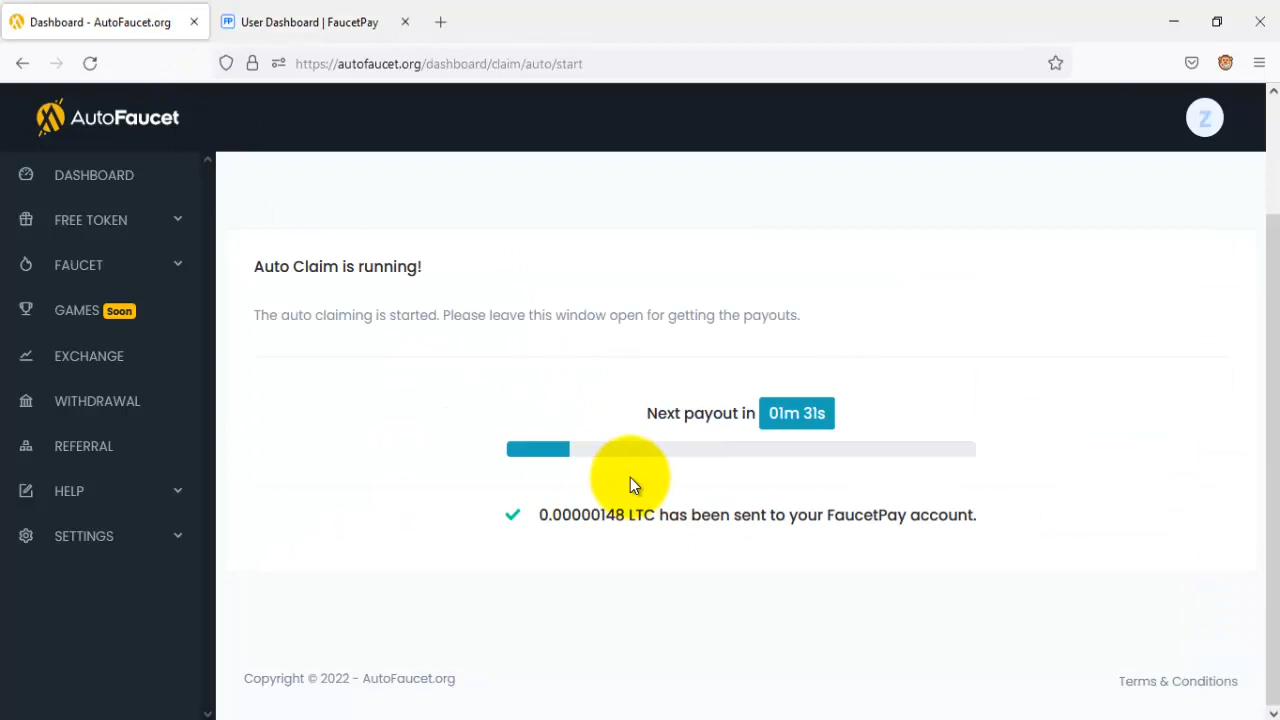 Dashboard - AutoFaucet.org
FP User Dashboard | FaucetPay
https://autofaucet.org/dashboard/claim/auto/start
AutoFaucet
Z
DASHBOARD
FREE TOKEN
FAUCET
GAMES Soon
EXCHANGE
WITHDRAWAL
REFERRAL
HELP
SETTINGS
Auto Claim is running!
The auto claiming is started. Please leave this window open for getting the payouts.
Next payout in 01m 31s
0.00000148 LTC has been sent to your FaucetPay account.
Copyright © 2022 - AutoFaucet.org
Terms & Conditions